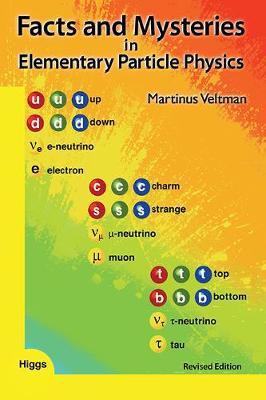 Facts and Mysteries
in
Elementary Particle Physics
Martinus Veltman
u u u up
d d d down
νe e-neutrino
e electron
c c c charm
s s s strange
νμ μ-neutrino
μ muon
t t t top
b b b bottom
ντ τ-neutrino
τ tau
Higgs
Revised Edition